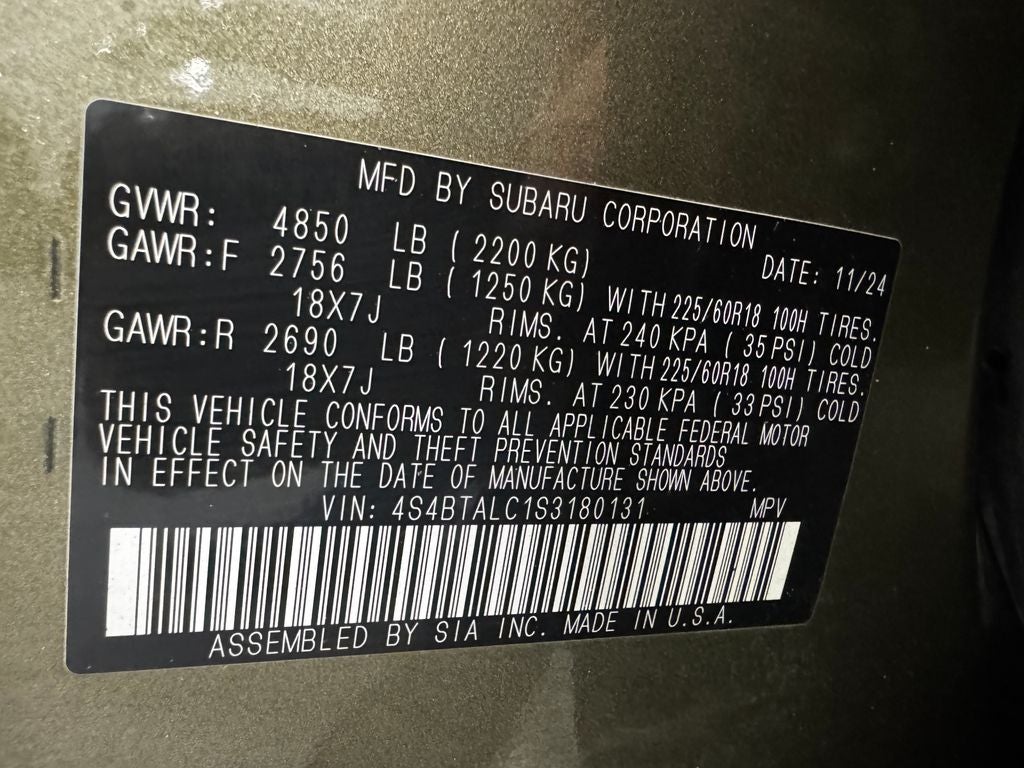 MFD BY SUBARU CORPORATION
GVWR: 4850 LB ( 2200 KG) DATE: 11/24
GAWR:F 2756 LB ( 1250 KG) WITH 225/60R18 100H TIRES.
18X7J RIMS. AT 240 KPA ( 35PSI) COLD
GAWR:R 2690 LB ( 1220 KG) WITH 225/60R18 100H TIRES.
18X7J RIMS. AT 230 KPA ( 33PSI) COLD
THIS VEHICLE CONFORMS TO ALL APPLICABLE FEDERAL MOTOR
VEHICLE SAFETY AND THEFT PREVENTION STANDARDS
IN EFFECT ON THE DATE OF MANUFACTURE SHOWN ABOVE.
VIN: 4S4BTALC1S3180131 MPV
ASSEMBLED BY SIA INC. MADE IN U.S.A.